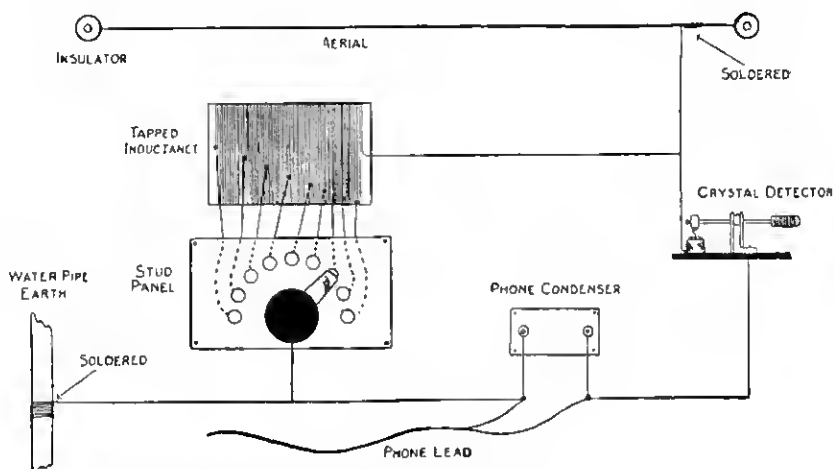 AERIAL
INSULATOR
SOLDERED
TAPPED
INDUCTANCE
CRYSTAL DETECTOR
STUD
PANEL
WATER PIPE
EARTH
PHONE CONDENSER
SOLDERED
PHONE LEAD